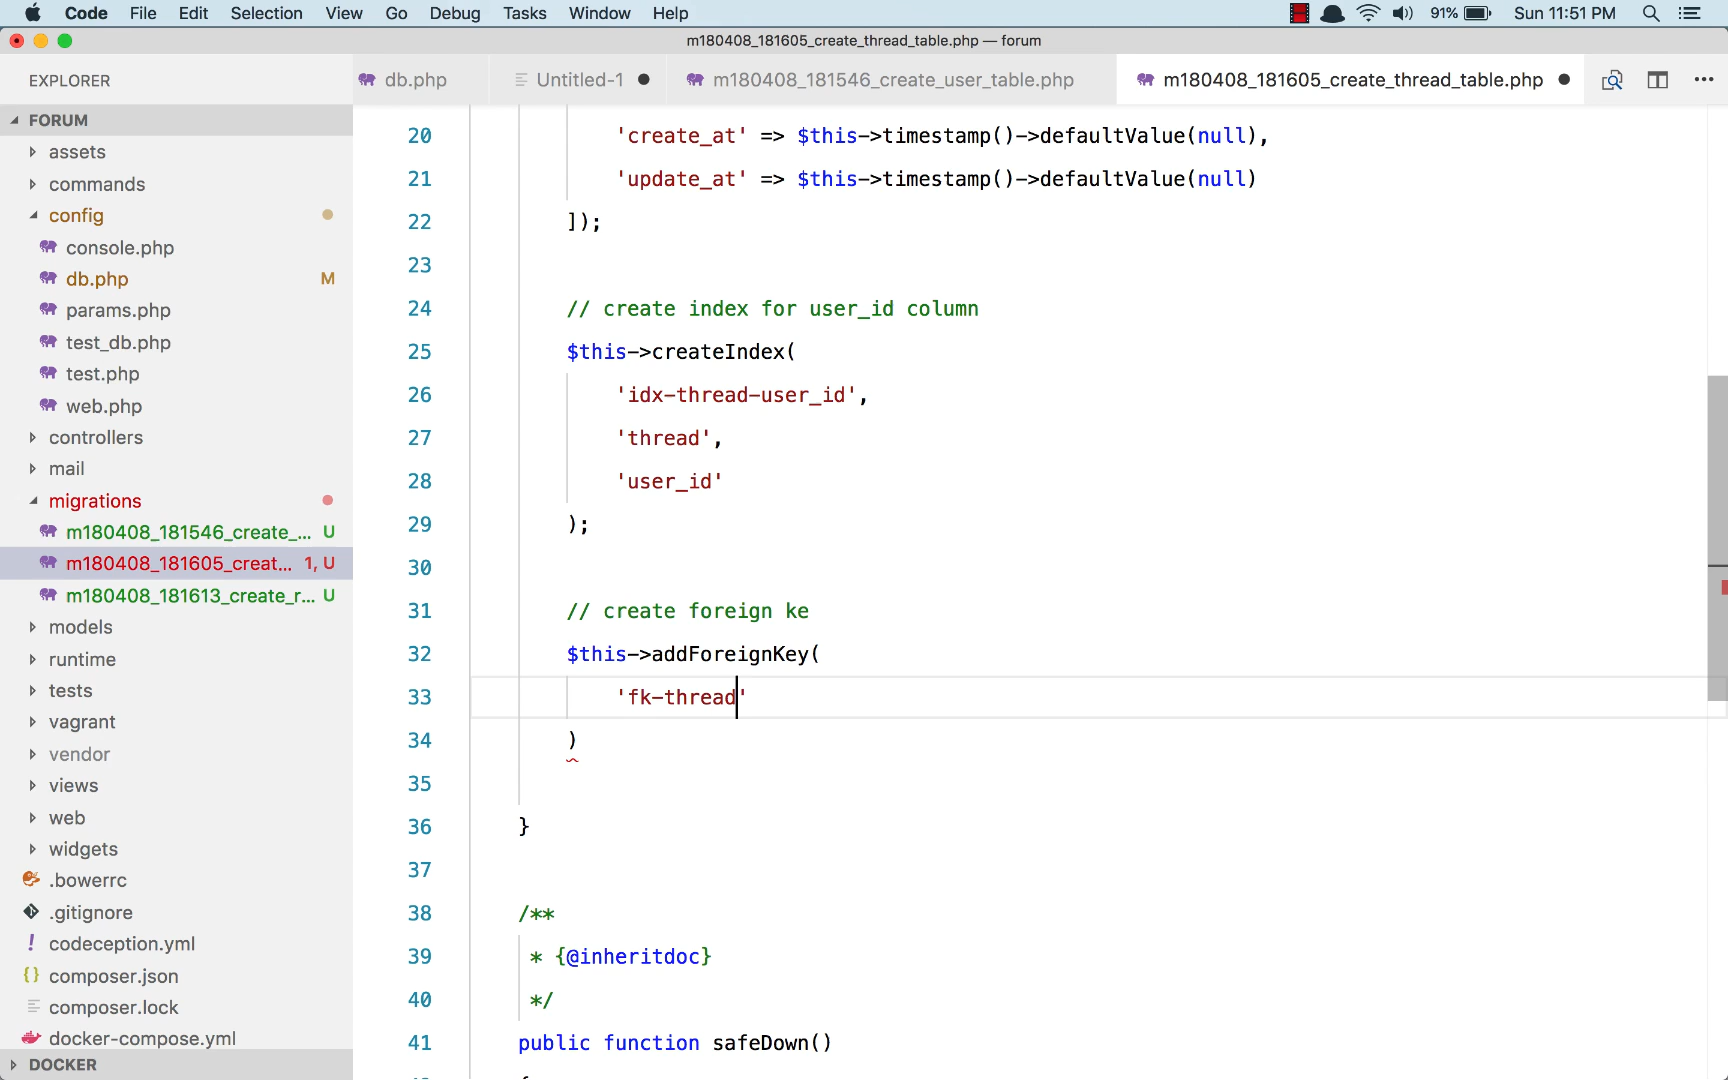 Code File Edit Selection View Go Debug Tasks Window Help 91% Sun 11:51 PM
m180408_181605_create_thread_table.php — forum
EXPLORER
db.php
Untitled-1
m180408_181546_create_user_table.php
m180408_181605_create_thread_table.php
FORUM
assets
commands
config
console.php
db.php M
params.php
test_db.php
test.php
web.php
controllers
mail
migrations
m180408_181546_create_... U
m180408_181605_creat... 1, U
m180408_181613_create_r... U
models
runtime
tests
vagrant
vendor
views
web
widgets
.bowerrc
.gitignore
codeception.yml
composer.json
composer.lock
docker-compose.yml
DOCKER
20 'create_at' => $this->timestamp()->defaultValue(null),
21 'update_at' => $this->timestamp()->defaultValue(null)
22 ]);
23
24 // create index for user_id column
25 $this->createIndex(
26 'idx-thread-user_id',
27 'thread',
28 'user_id'
29 );
30
31 // create foreign ke
32 $this->addForeignKey(
33 'fk-thread'
34 )
35
36 }
37
38 /**
39 * {@inheritdoc}
40 */
41 public function safeDown()